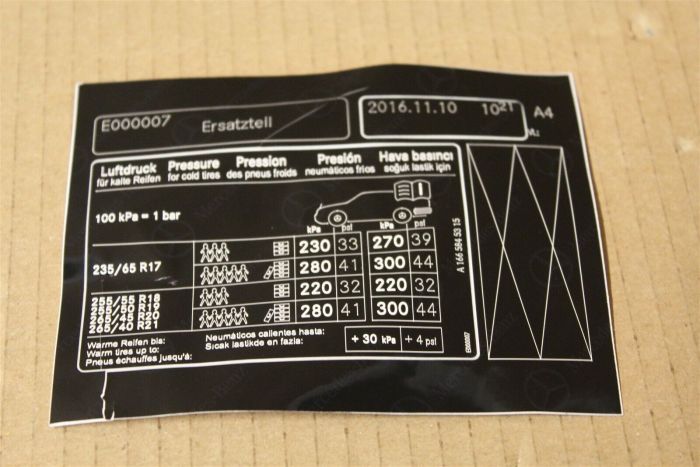 E000007 Ersatzteil
2016.11.10 10²¹ A4
Luftdruck Pressure Pression Presión Hava basıncı
für kalte Reifen for cold tires des pneus froids neumáticos fríos soğuk lastik için
100 kPa = 1 bar
kPa psi kPa psi
235/65 R17 230 33 270 39
280 41 300 44
255/55 R18 220 32 220 32
255/50 R19
265/45 R20 280 41 300 44
265/40 R21
Warme Reifen bis: Neumáticos calientes hasta:
Warm tires up to: Sıcak lastikde en fazla: + 30 kPa + 4 psi
Pneus échauffés jusqu'à:
A 166 584 53 15
E000007